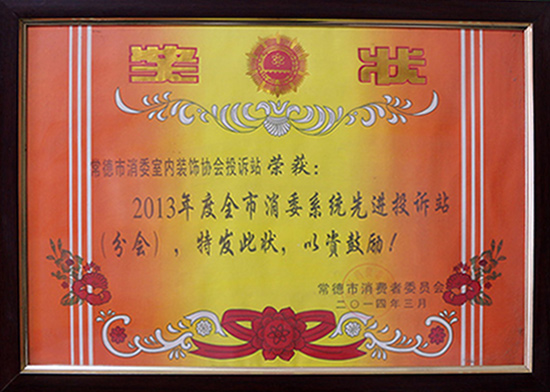 奖 状
常德市消委室内装饰协会投诉站 荣获：
2013年度全市消委系统先进投诉站
（分会），特发此状，以资鼓励！
常德市消费者委员会
二〇一四年三月